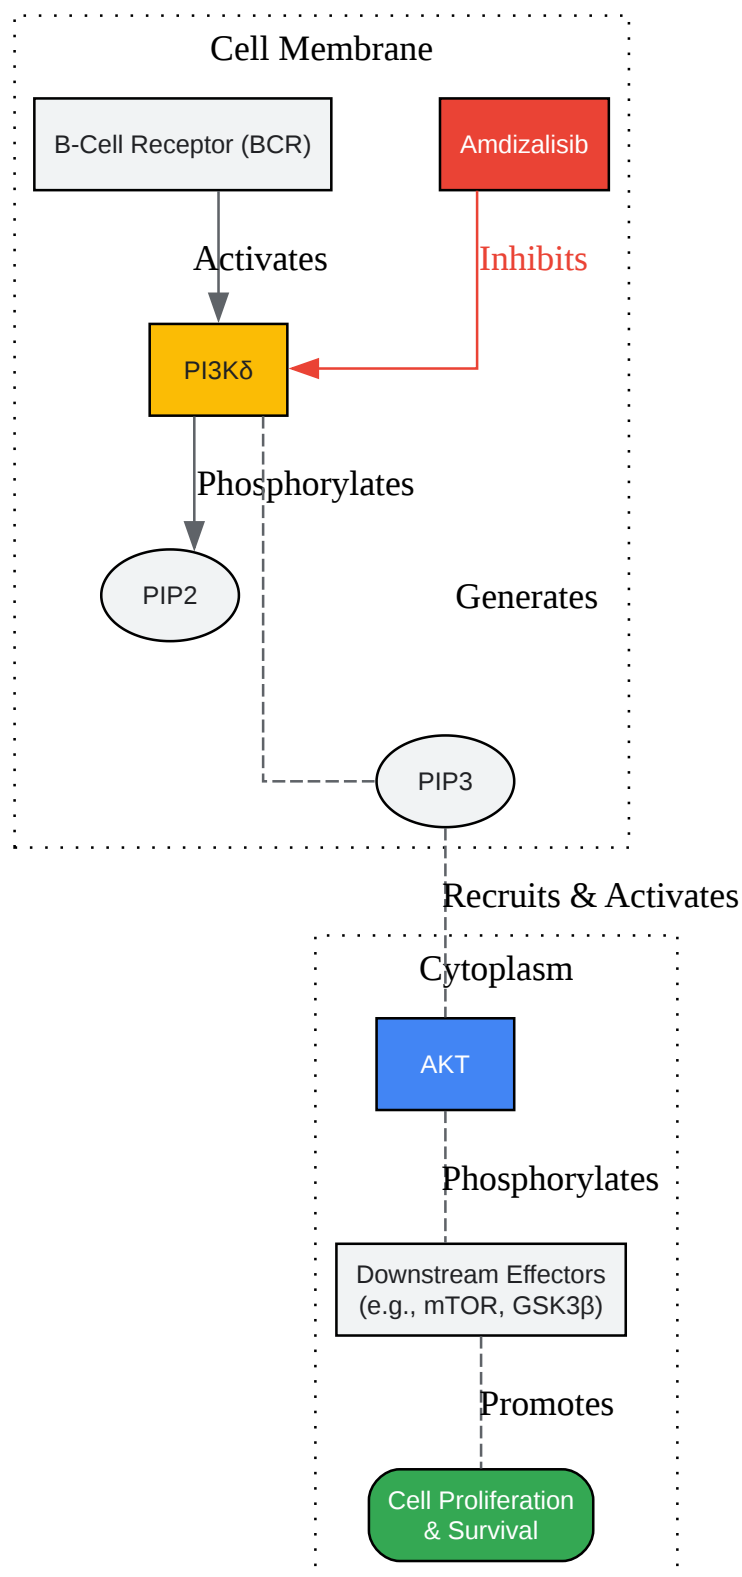 Cell Membrane
B-Cell Receptor (BCR)
Amdizalisib
Activates
Inhibits
PI3Kδ
Phosphorylates
PIP2
Generates
PIP3
Recruits & Activates
Cytoplasm
AKT
Phosphorylates
Downstream Effectors
(e.g., mTOR, GSK3β)
Promotes
Cell Proliferation
& Survival